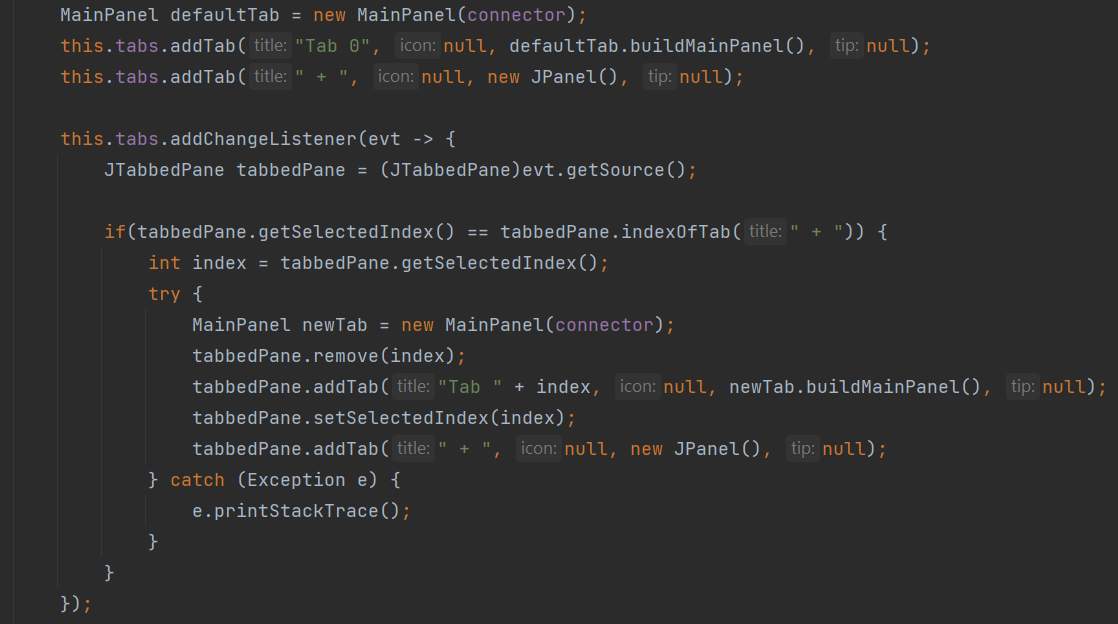 MainPanel defaultTab = new MainPanel(connector);
this.tabs.addTab( title: "Tab 0", icon: null, defaultTab.buildMainPanel(), tip: null);
this.tabs.addTab( title: " + ", icon: null, new JPanel(), tip: null);
this.tabs.addChangeListener(evt -> {
JTabbedPane tabbedPane = (JTabbedPane)evt.getSource();
if(tabbedPane.getSelectedIndex() == tabbedPane.indexOfTab( title: " + ")) {
int index = tabbedPane.getSelectedIndex();
try {
MainPanel newTab = new MainPanel(connector);
tabbedPane.remove(index);
tabbedPane.addTab( title: "Tab " + index, icon: null, newTab.buildMainPanel(), tip: null);
tabbedPane.setSelectedIndex(index);
tabbedPane.addTab( title: " + ", icon: null, new JPanel(), tip: null);
} catch (Exception e) {
e.printStackTrace();
}
}
});